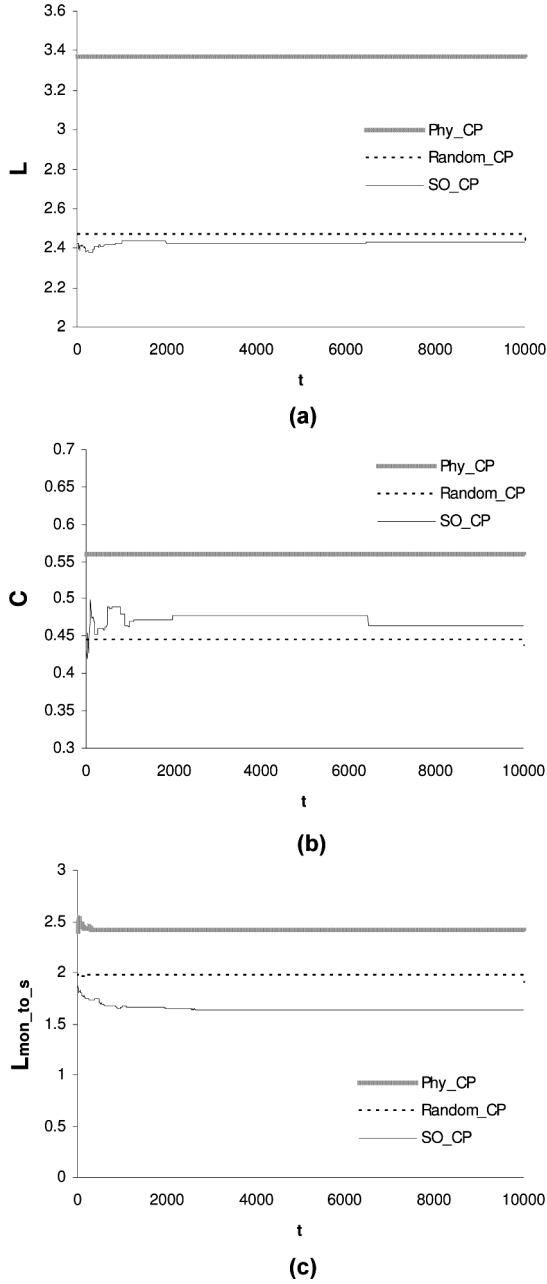 3.6
3.4
3.2
3
2.8
2.6
2.4
2.2
2
L
Phy_CP
Random_CP
SO_CP
0 2000 4000 6000 8000 10000
t
(a)
0.7
0.65
0.6
0.55
0.5
0.45
0.4
0.35
0.3
C
Phy_CP
Random_CP
SO_CP
0 2000 4000 6000 8000 10000
t
(b)
3
2.5
2
1.5
1
0.5
0
Lmon_to_s
Phy_CP
Random_CP
SO_CP
0 2000 4000 6000 8000 10000
t
(c)